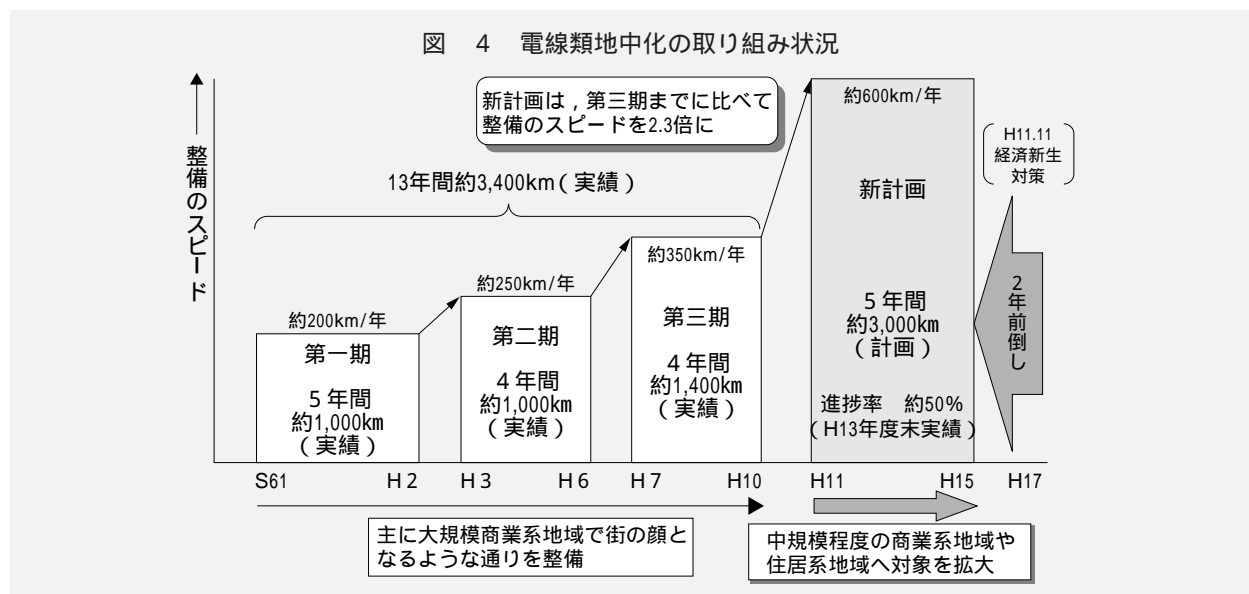 図 4 電線類地中化の取り組み状況
整備のスピード
新計画は，第三期までに比べて
整備のスピードを2.3倍に
13年間約3,400km（実績）
約200km/年
第一期
5年間
約1,000km
（実績）
約250km/年
第二期
4年間
約1,000km
（実績）
約350km/年
第三期
4年間
約1,400km
（実績）
約600km/年
新計画
5年間
約3,000km
（計画）
進捗率 約50%
（H13年度末実績）
H11.11
経済新生
対策
2年前倒し
S61 H2 H3 H6 H7 H10 H11 H15 H17
主に大規模商業系地域で街の顔と
なるような通りを整備
中規模程度の商業系地域や
住居系地域へ対象を拡大